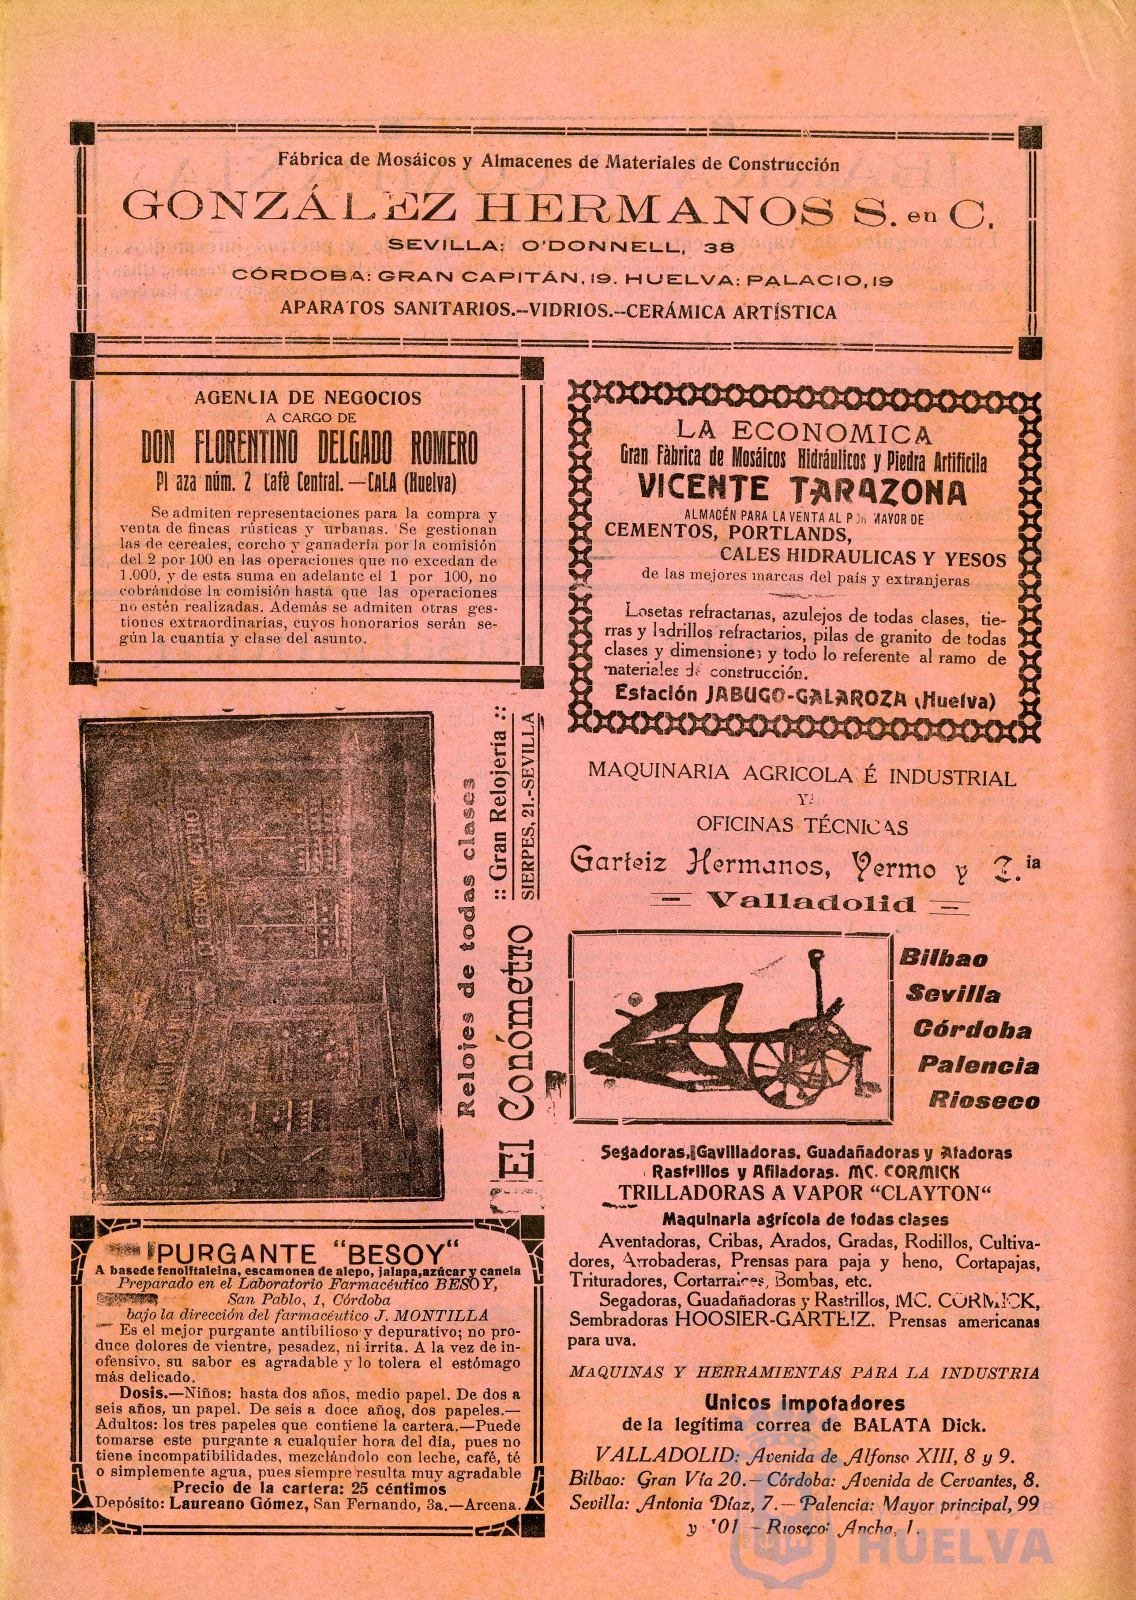 Fábrica de Mosáicos y Almacenes de Materiales de Construcción
GONZÁLEZ HERMANOS S. en C.
SEVILLA: O'DONNELL, 38
CÓRDOBA: GRAN CAPITÁN, 19. HUELVA: PALACIO, 19
APARATOS SANITARIOS.--VIDRIOS.--CERÁMICA ARTÍSTICA
AGENCIA DE NEGOCIOS
A CARGO DE
DON FLORENTINO DELGADO ROMERO
Pl aza núm. 2 Cafè Central.—CALA (Huelva)
Se admiten representaciones para la compra y
venta de fincas rústicas y urbanas. Se gestionan
las de cereales, corcho y ganaderia por la comisión
del 2 por 100 en las operaciones que no excedan de
1.000, y de esta suma en adelante el 1 por 100, no
cobrándose la comisión hasta que las operaciones
no estén realizadas. Además se admiten otras ges-
tiones extraordinarias, cuyos honorarios serán se-
gún la cuantía y clase del asunto.
LA ECONOMICA
Gran Fàbrica de Mosáicos Hidráulicos y Piedra Artificila
VICENTE TARAZONA
ALMACÉN PARA LA VENTA AL POR MAYOR DE
CEMENTOS, PORTLANDS,
CALES HIDRAULICAS Y YESOS
de las mejores marcas del país y extranjeras
Losetas refractarias, azulejos de todas clases, tie-
rras y ladrillos refractarios, pilas de granito de todas
clases y dimensiones y todo lo referente al ramo de
materiales de construcción.
Estación JABUGO-GALAROZA (Huelva)
Relojes de todas clases
:: Gran Relojería ::
SIERPES, 21.-SEVILLA
El Conómetro
PURGANTE "BESOY"
A basede fenolftaleina, escamonea de alepo, jalapa, azúcar y canela
Preparado en el Laboratorio Farmacéutico BESOY,
San Pablo, 1, Córdoba
bajo la dirección del farmacéutico J. MONTILLA
Es el mejor purgante antibilioso y depurativo; no pro-
duce dolores de vientre, pesadez, ni irrita. A la vez de in-
ofensivo, su sabor es agradable y lo tolera el estómago
más delicado.
Dosis.—Niños: hasta dos años, medio papel. De dos a
seis años, un papel. De seis a doce años, dos papeles.—
Adultos: los tres papeles que contiene la cartera.—Puede
tomarse este purgante a cualquier hora del día, pues no
tiene incompatibilidades, mezclándolo con leche, café, té
o simplemente agua, pues siempre resulta muy agradable
Precio de la cartera: 25 céntimos
Depósito: Laureano Gómez, San Fernando, 3a.—Arcena.
MAQUINARIA AGRICOLA É INDUSTRIAL
Y
OFICINAS TÉCNICAS
Garteiz Hermanos, Yermo y C.ia
Valladolid
Bilbao
Sevilla
Córdoba
Palencia
Rioseco
Segadoras, Gavilladoras, Guadañadoras y Atadoras
Rastrillos y Afiladoras. MC. CORMICK
TRILLADORAS A VAPOR "CLAYTON"
Maquinaria agrícola de todas clases
Aventadoras, Cribas, Arados, Gradas, Rodillos, Cultiva-
dores, Arrobaderas, Prensas para paja y heno, Cortapajas,
Trituradores, Cortarraíces, Bombas, etc.
Segadoras, Guadañadoras y Rastrillos, MC. CORMICK,
Sembradoras HOOSIER-GARTEIZ. Prensas americanas
para uva.
MAQUINAS Y HERRAMIENTAS PARA LA INDUSTRIA
Unicos impotadores
de la legítima correa de BALATA Dick.
VALLADOLID: Avenida de Alfonso XIII, 8 y 9.
Bilbao: Gran Vía 20.—Córdoba: Avenida de Cervantes, 8.
Sevilla: Antonia Díaz, 7.—Palencia: Mayor principal, 99
y '01 —Rioseco: Ancha, 1.
HUELVA